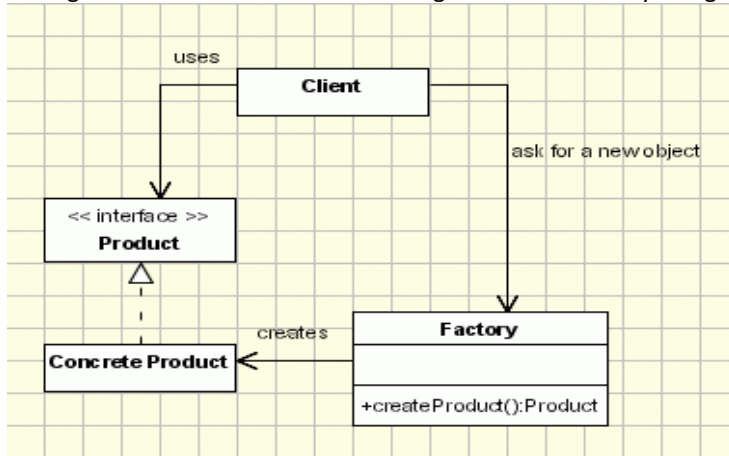 uses
Client
ask for a new object
<< interface >>
Product
creates
Factory
Concrete Product
+createProduct():Product